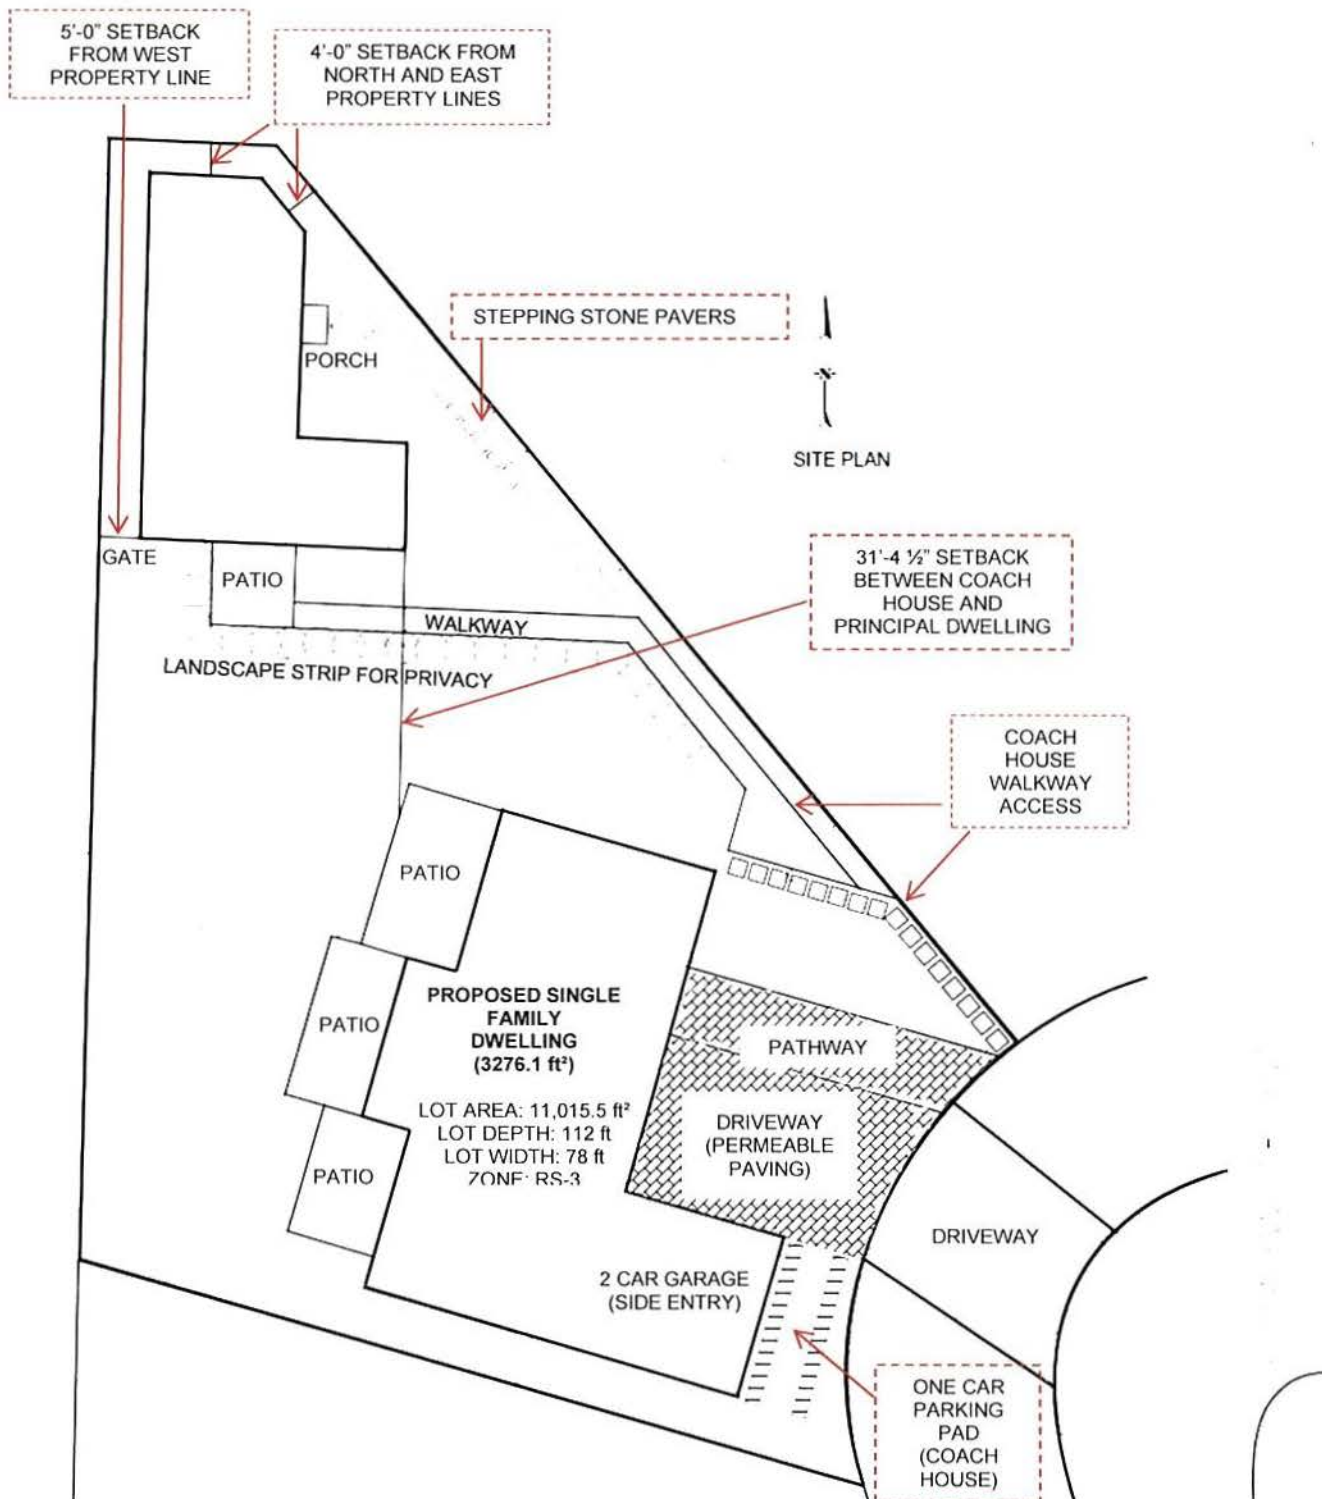 5'-0" SETBACK
FROM WEST
PROPERTY LINE
4'-0" SETBACK FROM
NORTH AND EAST
PROPERTY LINES
STEPPING STONE PAVERS
PORCH
N
SITE PLAN
GATE
PATIO
31'-4 ½" SETBACK
BETWEEN COACH
HOUSE AND
PRINCIPAL DWELLING
WALKWAY
LANDSCAPE STRIP FOR PRIVACY
COACH
HOUSE
WALKWAY
ACCESS
PATIO
PROPOSED SINGLE
FAMILY
DWELLING
(3276.1 ft²)
PATIO
PATHWAY
LOT AREA: 11,015.5 ft²
LOT DEPTH: 112 ft
LOT WIDTH: 78 ft
ZONE: RS-3
DRIVEWAY
(PERMEABLE
PAVING)
PATIO
DRIVEWAY
2 CAR GARAGE
(SIDE ENTRY)
ONE CAR
PARKING
PAD
(COACH
HOUSE)